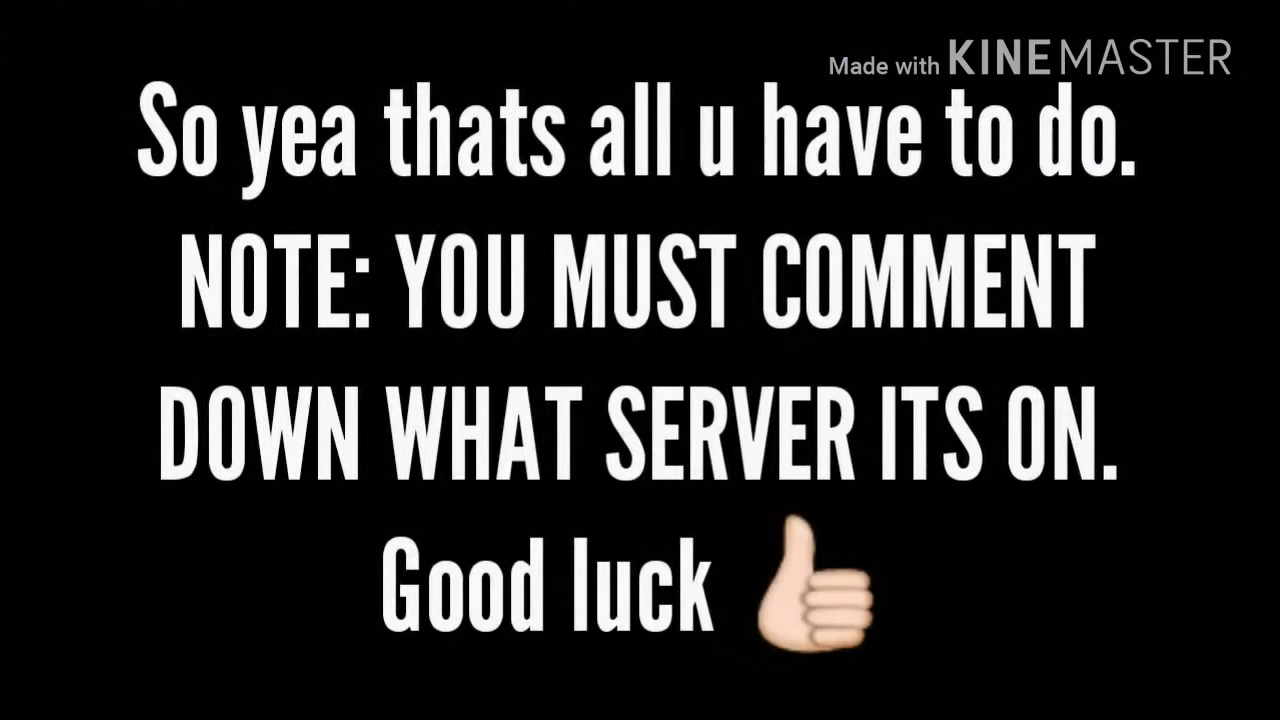 Made with KINEMASTER
So yea thats all u have to do.
NOTE: YOU MUST COMMENT
DOWN WHAT SERVER ITS ON.
Good luck 👍🏻